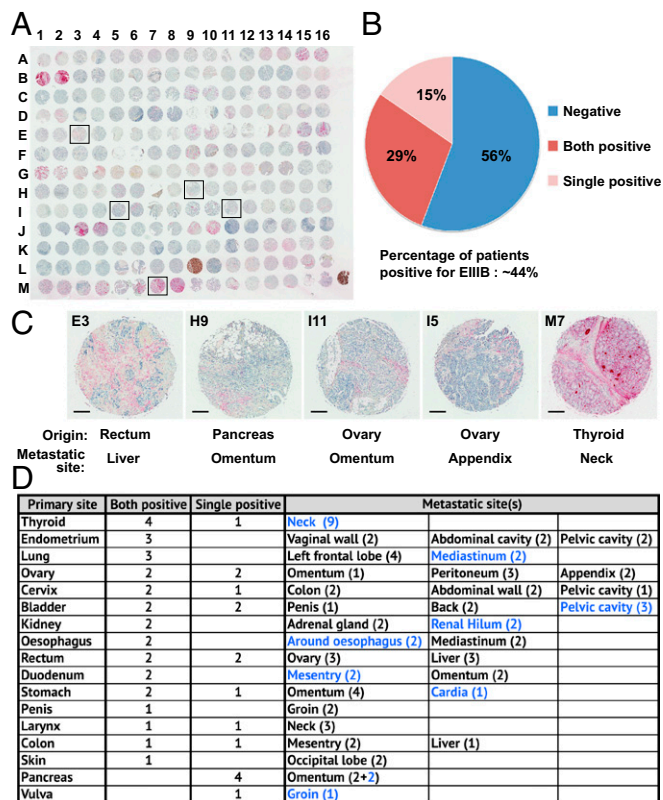 A
1 2 3 4 5 6 7 8 9 10 11 12 13 14 15 16
A
B
C
D
E
F
G
H
I
J
K
L
M
B
15%
29%
56%
Negative
Both positive
Single positive
Percentage of patients
positive for EIIIB : ~44%
C
E3 H9 I11 I5 M7
Origin: Rectum Pancreas Ovary Ovary Thyroid
Metastatic site: Liver Omentum Omentum Appendix Neck
D
Primary site Both positive Single positive Metastatic site(s)
Thyroid 4 1 Neck (9)
Endometrium 3 Vaginal wall (2) Abdominal cavity (2) Pelvic cavity (2)
Lung 3 Left frontal lobe (4) Mediastinum (2)
Ovary 2 2 Omentum (1) Peritoneum (3) Appendix (2)
Cervix 2 1 Colon (2) Abdominal wall (2) Pelvic cavity (1)
Bladder 2 2 Penis (1) Back (2) Pelvic cavity (3)
Kidney 2 Adrenal gland (2) Renal Hilum (2)
Oesophagus 2 Around oesophagus (2) Mediastinum (2)
Rectum 2 2 Ovary (3) Liver (3)
Duodenum 2 Mesentry (2) Omentum (2)
Stomach 2 1 Omentum (4) Cardia (1)
Penis 1 Groin (2)
Larynx 1 1 Neck (3)
Colon 1 1 Mesentry (2) Liver (1)
Skin 1 Occipital lobe (2)
Pancreas 4 Omentum (2+2)
Vulva 1 Groin (1)